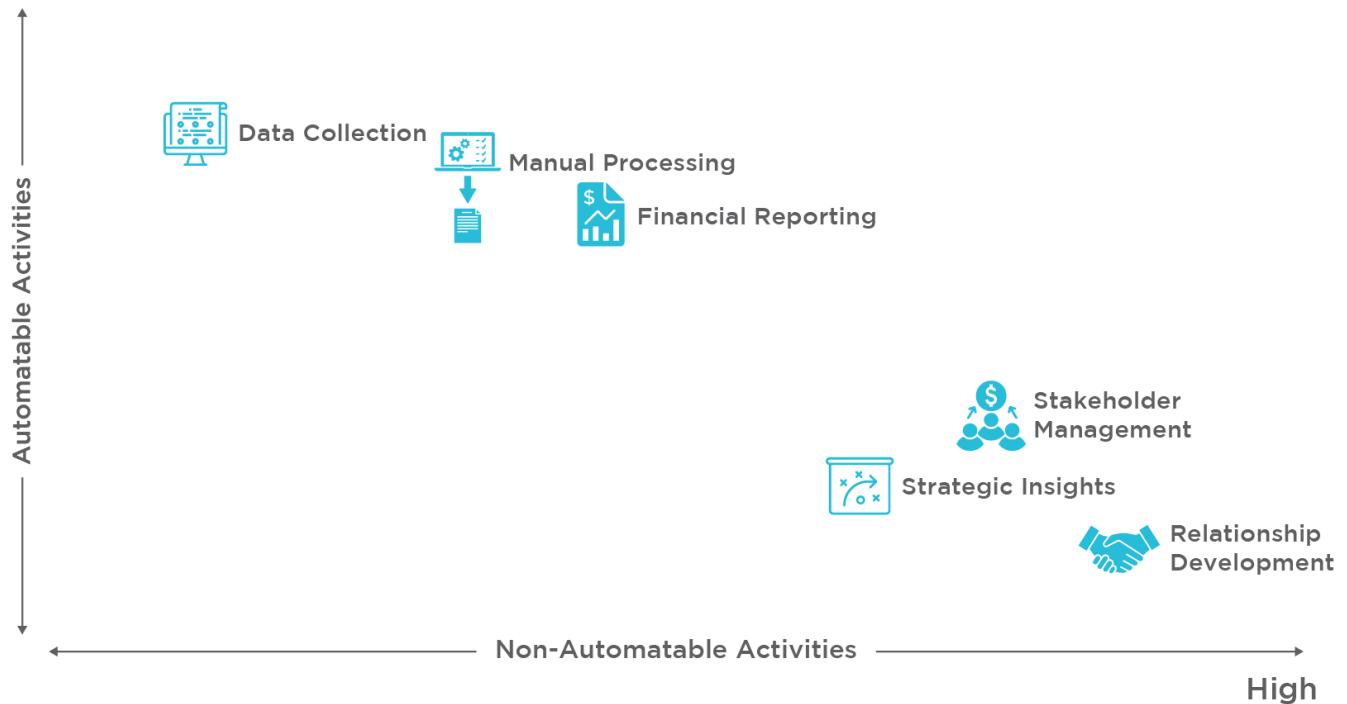 Data Collection
Manual Processing
$
Financial Reporting
Automatable Activities
$
Stakeholder
Management
Strategic Insights
Relationship
Development
Non-Automatable Activities
High